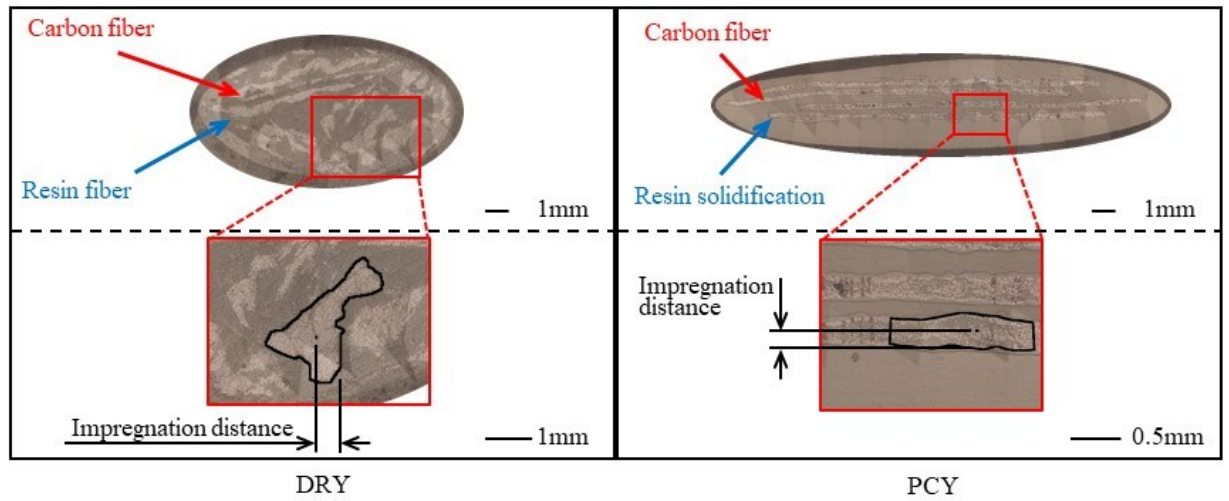 Carbon fiber
Resin fiber
1mm
Impregnation distance
1mm
DRY
Carbon fiber
Resin solidification
1mm
Impregnation
distance
0.5mm
PCY